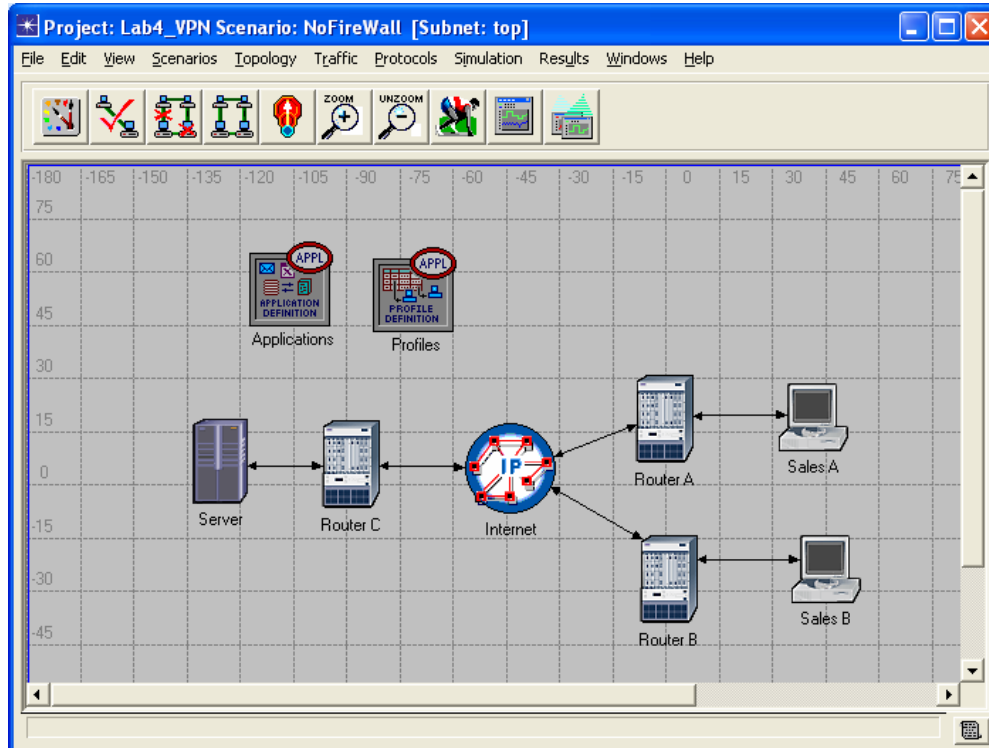 Project: Lab4_VPN Scenario: NoFireWall [Subnet: top]
File Edit View Scenarios Topology Traffic Protocols Simulation Results Windows Help
ZOOM UNZOOM
-180 -165 -150 -135 -120 -105 -90 -75 -60 -45 -30 -15 0 15 30 45 60 75
75
60
APPL APPL
APPLICATION DEFINITION
PROFILE DEFINITION
45
Applications
Profiles
30
15
IP
Sales A
Router A
0
Server
Router C
Internet
-15
-30
Sales B
Router B
-45